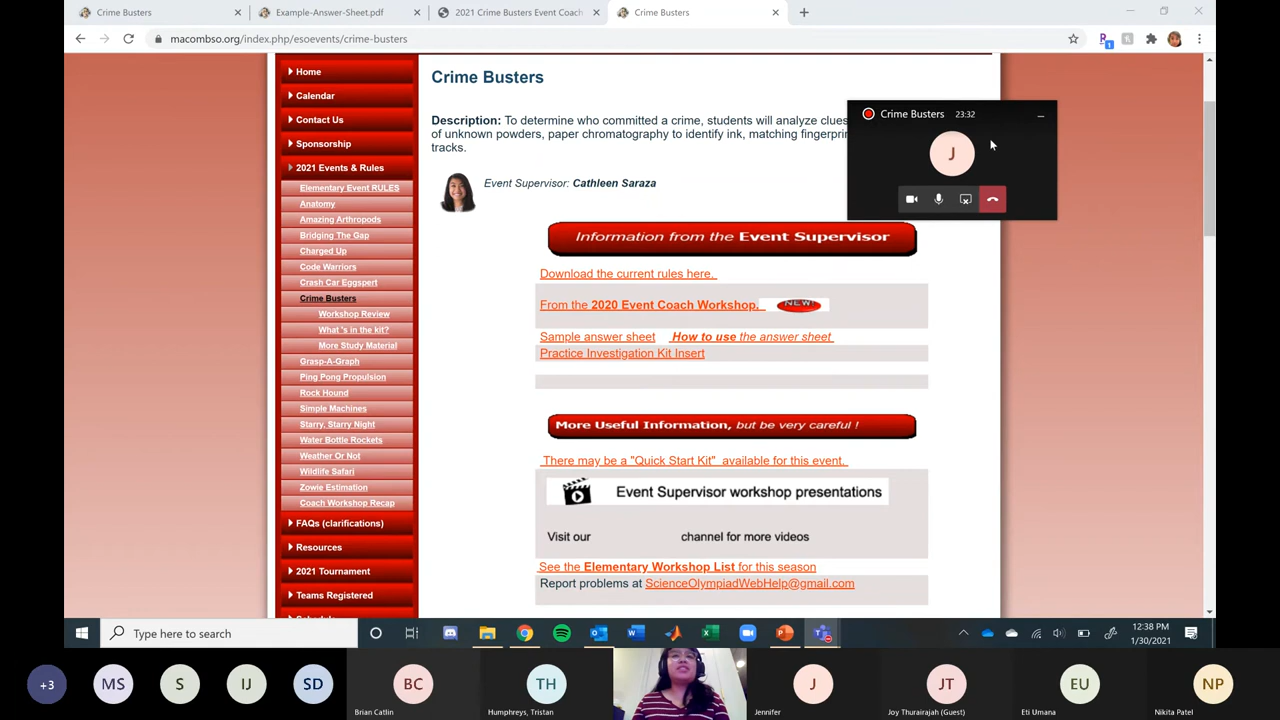 Crime Busters
Example-Answer-Sheet.pdf
2021 Crime Busters Event Coach
Crime Busters
macombso.org/index.php/esoevents/crime-busters
Home
Calendar
Contact Us
Sponsorship
2021 Events & Rules
Elementary Event RULES
Anatomy
Amazing Arthropods
Bridging The Gap
Charged Up
Code Warriors
Crash Car Eggspert
Crime Busters
Workshop Review
What 's in the kit?
More Study Material
Grasp-A-Graph
Ping Pong Propulsion
Rock Hound
Simple Machines
Starry, Starry Night
Water Bottle Rockets
Weather Or Not
Wildlife Safari
Zowie Estimation
Coach Workshop Recap
FAQs (clarifications)
Resources
2021 Tournament
Teams Registered
Crime Busters
Description: To determine who committed a crime, students will analyze clues
of unknown powders, paper chromatography to identify ink, matching fingerprin
tracks.
Event Supervisor: Cathleen Saraza
Information from the Event Supervisor
Download the current rules here.
From the 2020 Event Coach Workshop. NEW!
Sample answer sheet How to use the answer sheet
Practice Investigation Kit Insert
More Useful Information, but be very careful !
There may be a "Quick Start Kit" available for this event.
Event Supervisor workshop presentations
Visit our channel for more videos
See the Elementary Workshop List for this season
Report problems at ScienceOlympiadWebHelp@gmail.com
Crime Busters 23:32
J
Type here to search
12:38 PM
1/30/2021
+3
MS
S
IJ
SD
BC
Brian Catlin
TH
Humphreys, Tristan
J
Jennifer
JT
Joy Thurairajah (Guest)
EU
Eti Umana
NP
Nikita Patel